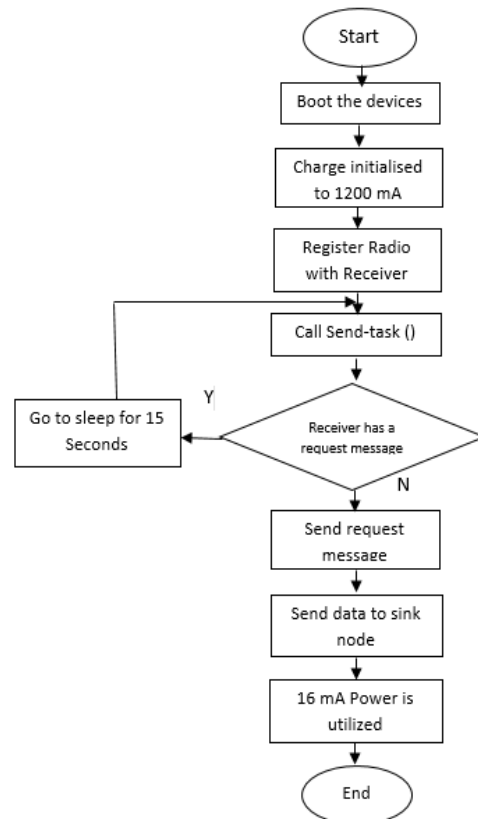 Start
Boot the devices
Charge initialised
to 1200 mA
Register Radio
with Receiver
Call Send-task ()
Y
Go to sleep for 15
Seconds
Receiver has a
request message
N
Send request
message
Send data to sink
node
16 mA Power is
utilized
End